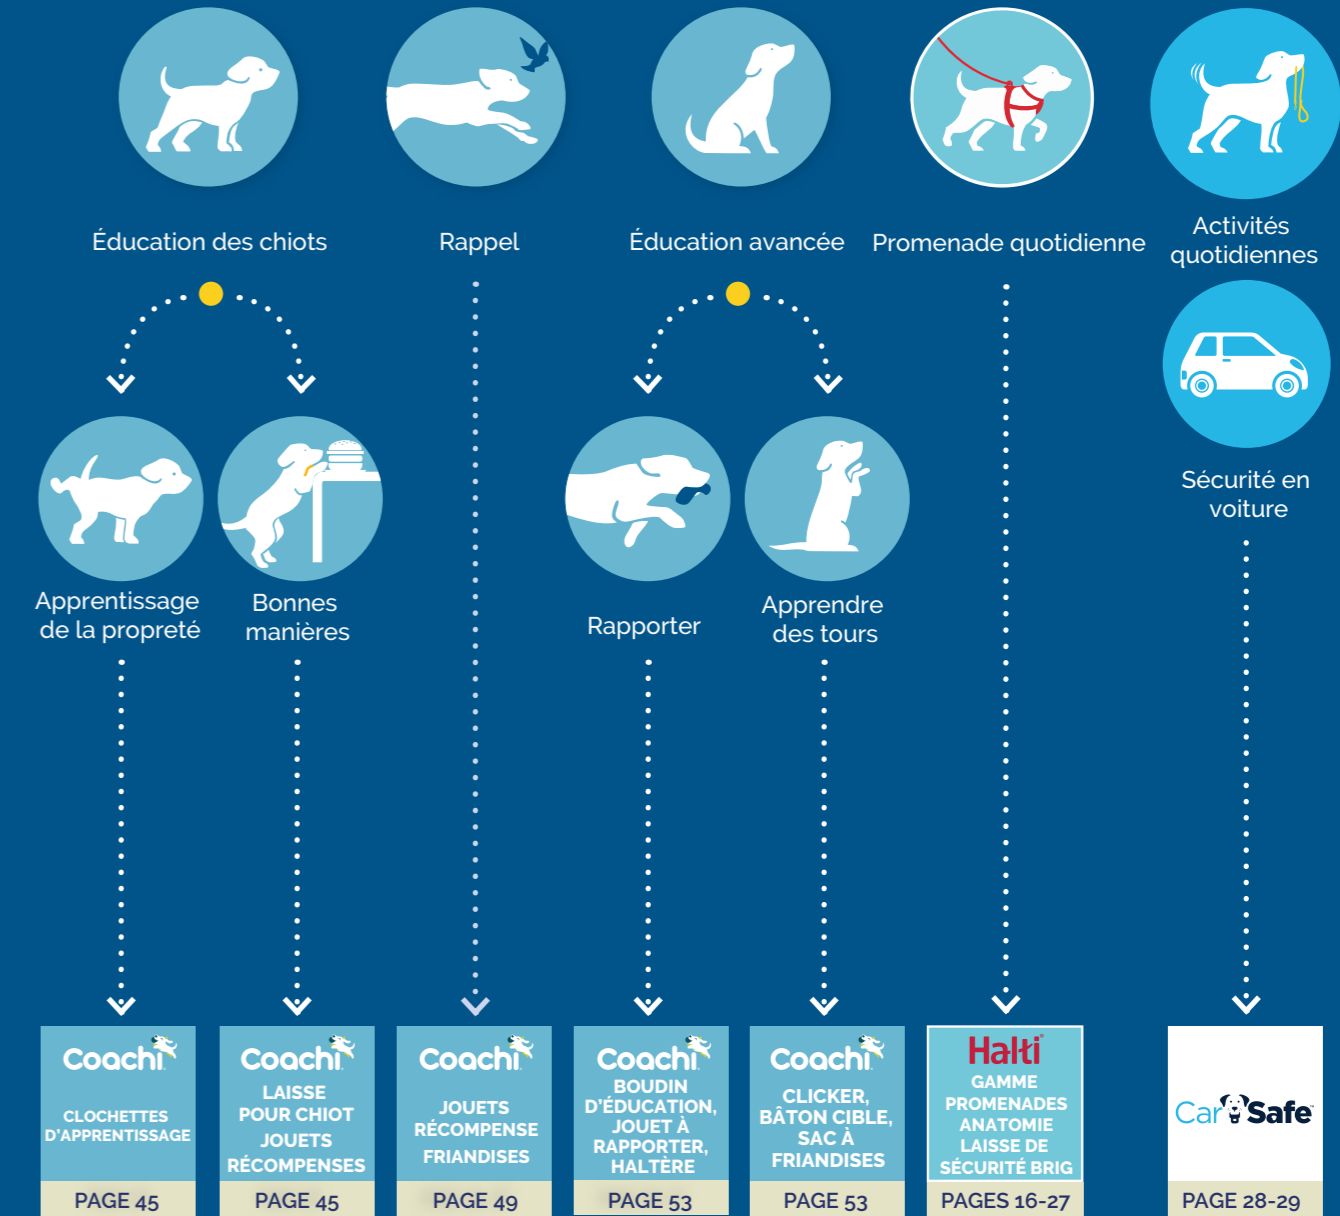 Éducation des chiots
Rappel
Éducation avancée
Promenade quotidienne
Activités
quotidiennes
Sécurité en
voiture
Apprentissage
de la propreté
Bonnes
manières
Rapporter
Apprendre
des tours
Coachi
CLOCHETTES
D'APPRENTISSAGE
PAGE 45
Coachi
LAISSE
POUR CHIOT
JOUETS
RÉCOMPENSES
PAGE 45
Coachi
JOUETS
RÉCOMPENSE
FRIANDISES
PAGE 49
Coachi
BOUDIN
D'ÉDUCATION,
JOUET À
RAPPORTER,
HALTÈRE
PAGE 53
Coachi
CLICKER,
BÂTON CIBLE,
SAC À
FRIANDISES
PAGE 53
Halti
GAMME
PROMENADES
ANATOMIE
LAISSE DE
SÉCURITÉ BRIG
PAGES 16-27
CarSafe
PAGE 28-29